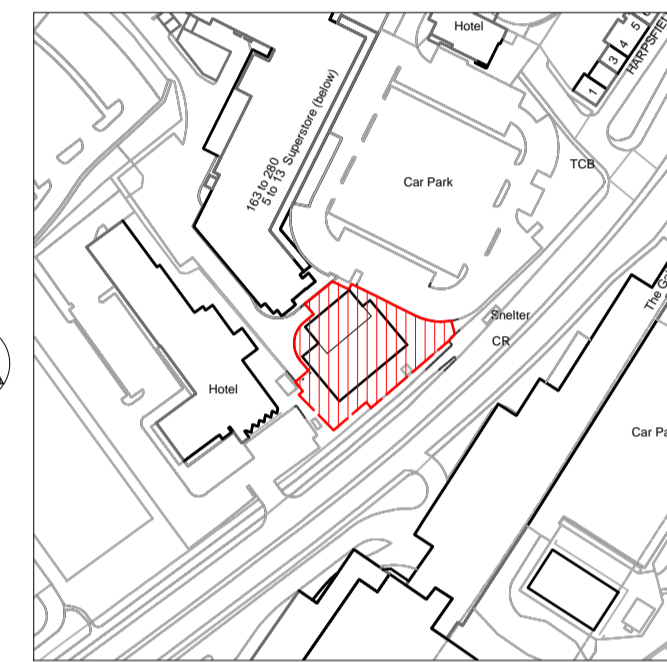 Hotel
5
4
3
1
HARPSFIE
TCB
163 to 280
5 to 13 Superstore (below)
Car Park
Shelter
CR
The G
Hotel
Car Pa